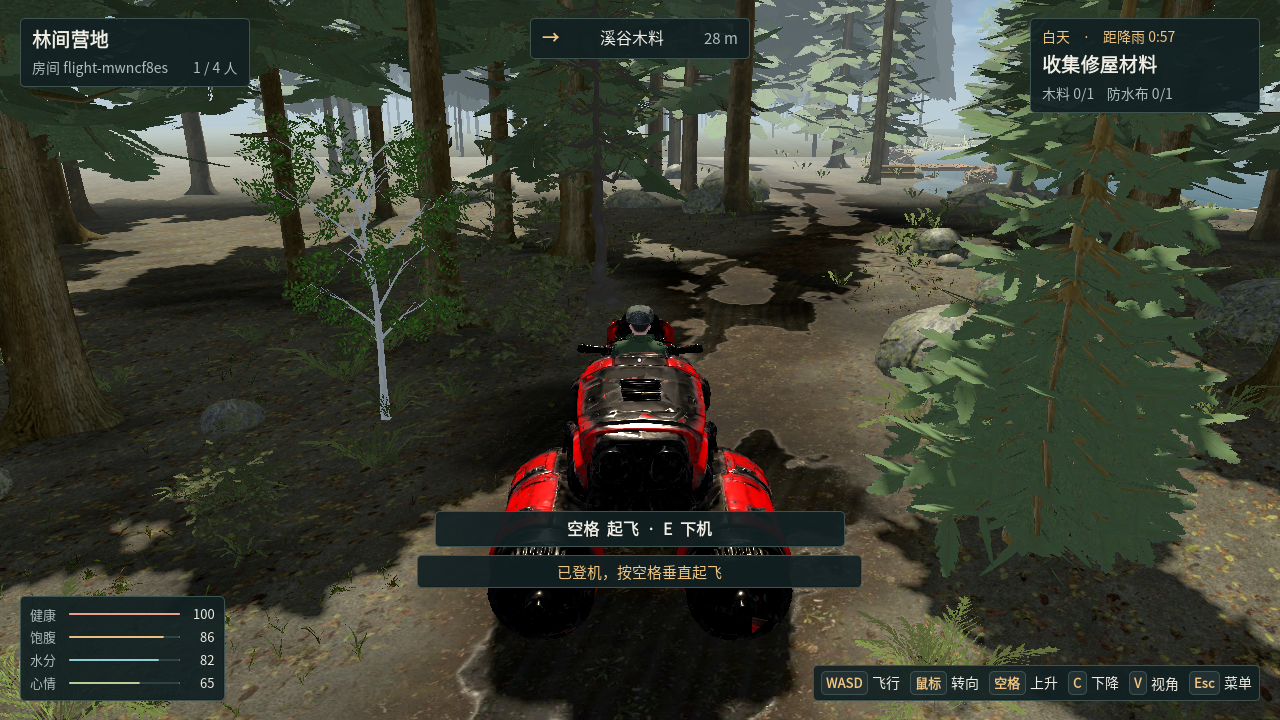 林间营地
房间 flight-mwncf8es 1 / 4 人
→ 溪谷木料 28 m
白天 · 距降雨 0:57
收集修屋材料
木料 0/1 防水布 0/1
空格 起飞 · E 下机
已登机，按空格垂直起飞
健康 100
饱腹 86
水分 82
心情 65
WASD 飞行 鼠标 转向 空格 上升 C 下降 V 视角 Esc 菜单